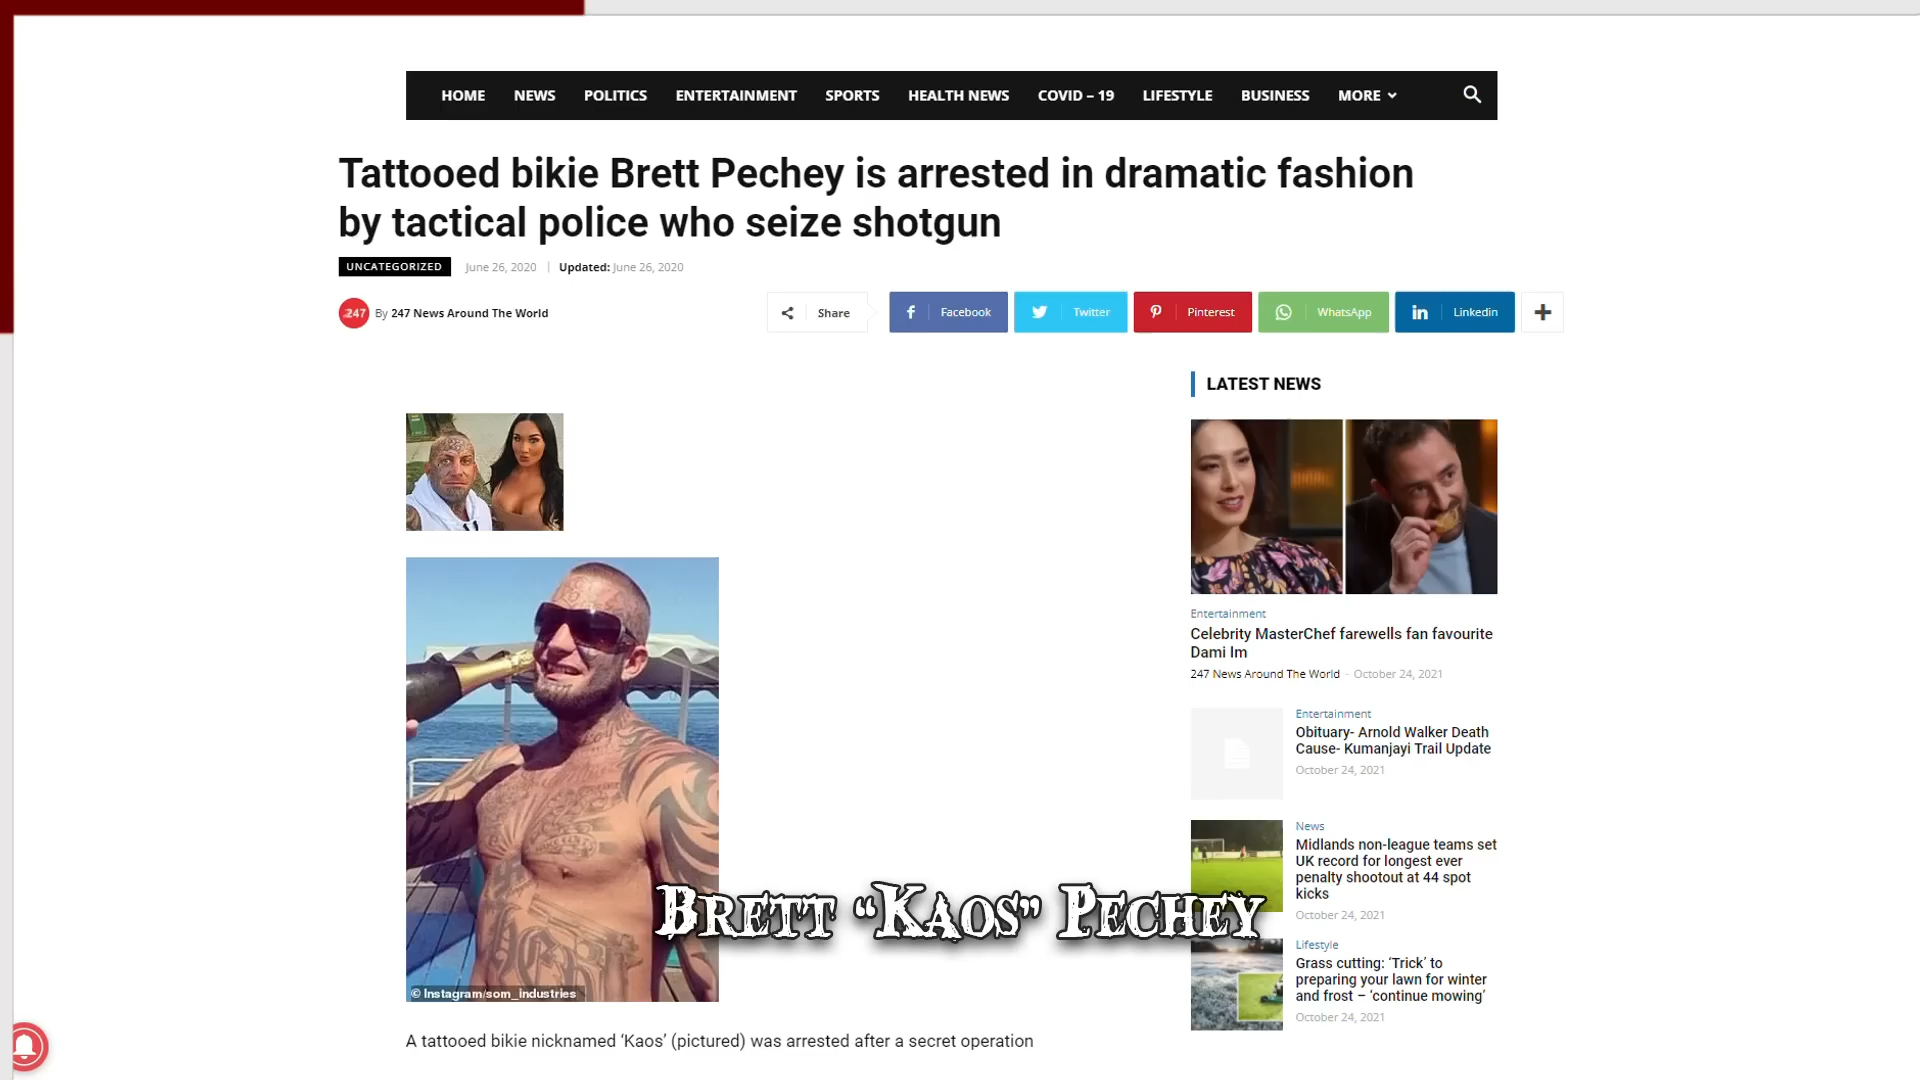 HOME NEWS POLITICS ENTERTAINMENT SPORTS HEALTH NEWS COVID – 19 LIFESTYLE BUSINESS MORE
Tattooed bikie Brett Pechey is arrested in dramatic fashion
by tactical police who seize shotgun
UNCATEGORIZED June 26, 2020 | Updated: June 26, 2020
247 By 247 News Around The World
Share Facebook Twitter Pinterest WhatsApp Linkedin
LATEST NEWS
Entertainment
Celebrity MasterChef farewells fan favourite
Dami Im
247 News Around The World - October 24, 2021
Entertainment
Obituary- Arnold Walker Death
Cause- Kumanjayi Trail Update
October 24, 2021
News
Midlands non-league teams set
UK record for longest ever
penalty shootout at 44 spot
kicks
October 24, 2021
Lifestyle
Grass cutting: ‘Trick’ to
preparing your lawn for winter
and frost – ‘continue mowing’
October 24, 2021
Brett “Kaos” Pechey
© Instagram/som_industries
A tattooed bikie nicknamed ‘Kaos’ (pictured) was arrested after a secret operation